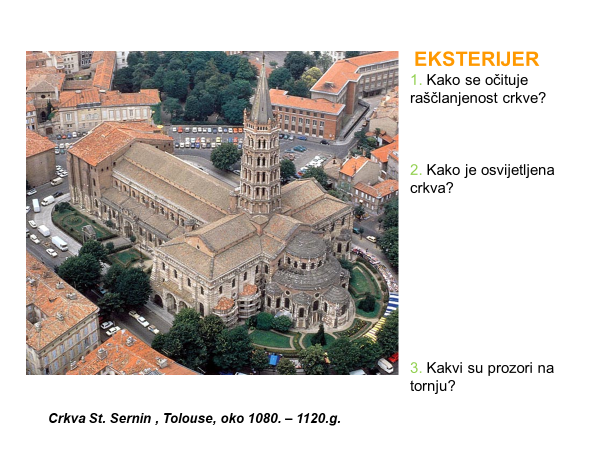 EKSTERIJER
1. Kako se očituje
raščlanjenost crkve?
2. Kako je osvijetljena
crkva?
3. Kakvi su prozori na
tornju?
Crkva St. Sernin , Tolouse, oko 1080. – 1120.g.